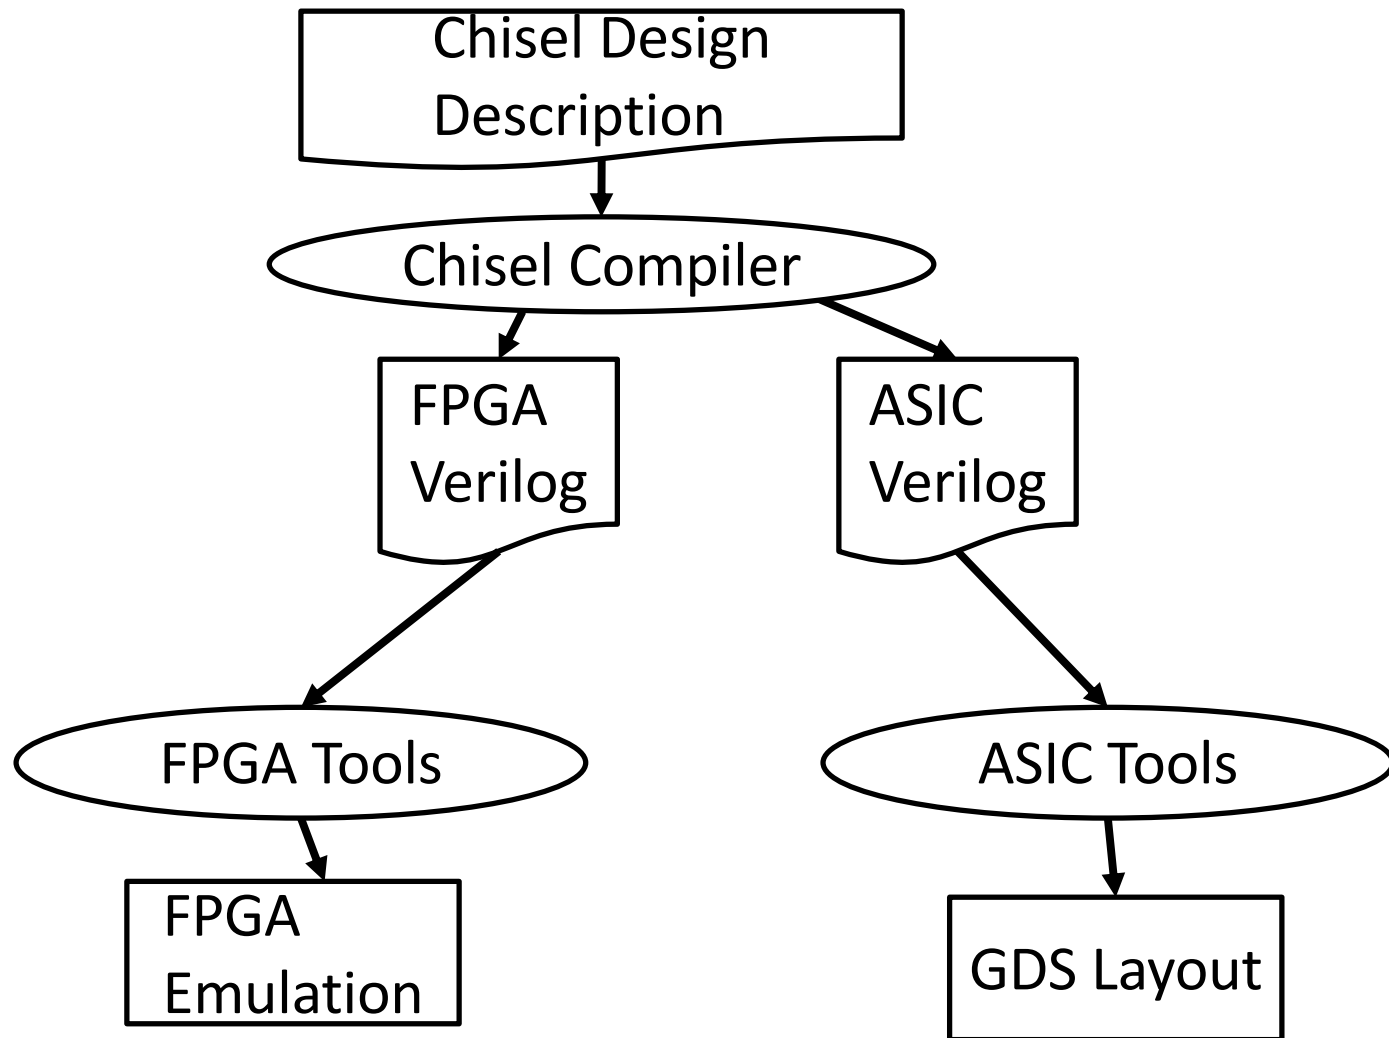 Chisel Design
Description
Chisel Compiler
FPGA
Verilog
ASIC
Verilog
FPGA Tools
ASIC Tools
FPGA
Emulation
GDS Layout